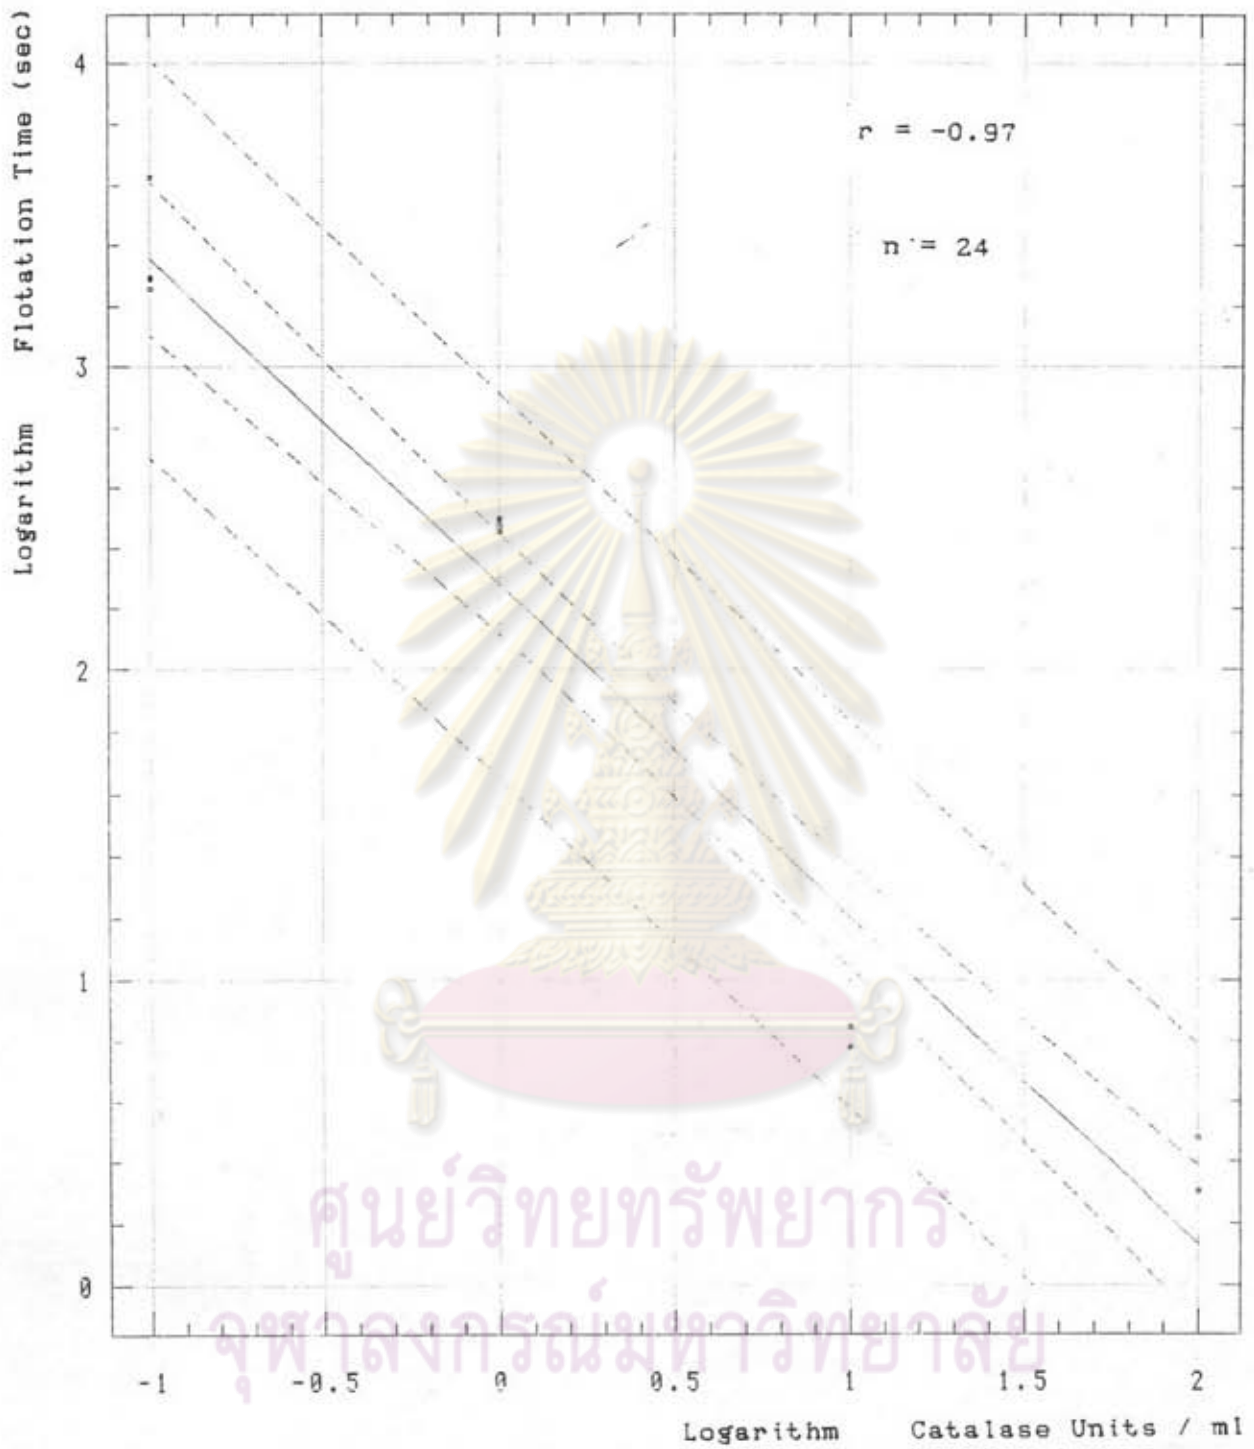 Logarithm Flotation Time (sec)
4
r = -0.97
n = 24
3
2
1
0
ศูนย์วิทยทรัพยากร
จุฬาลงกรณ์มหาวิทยาลัย
-1 -0.5 0 0.5 1 1.5 2
Logarithm Catalase Units / ml